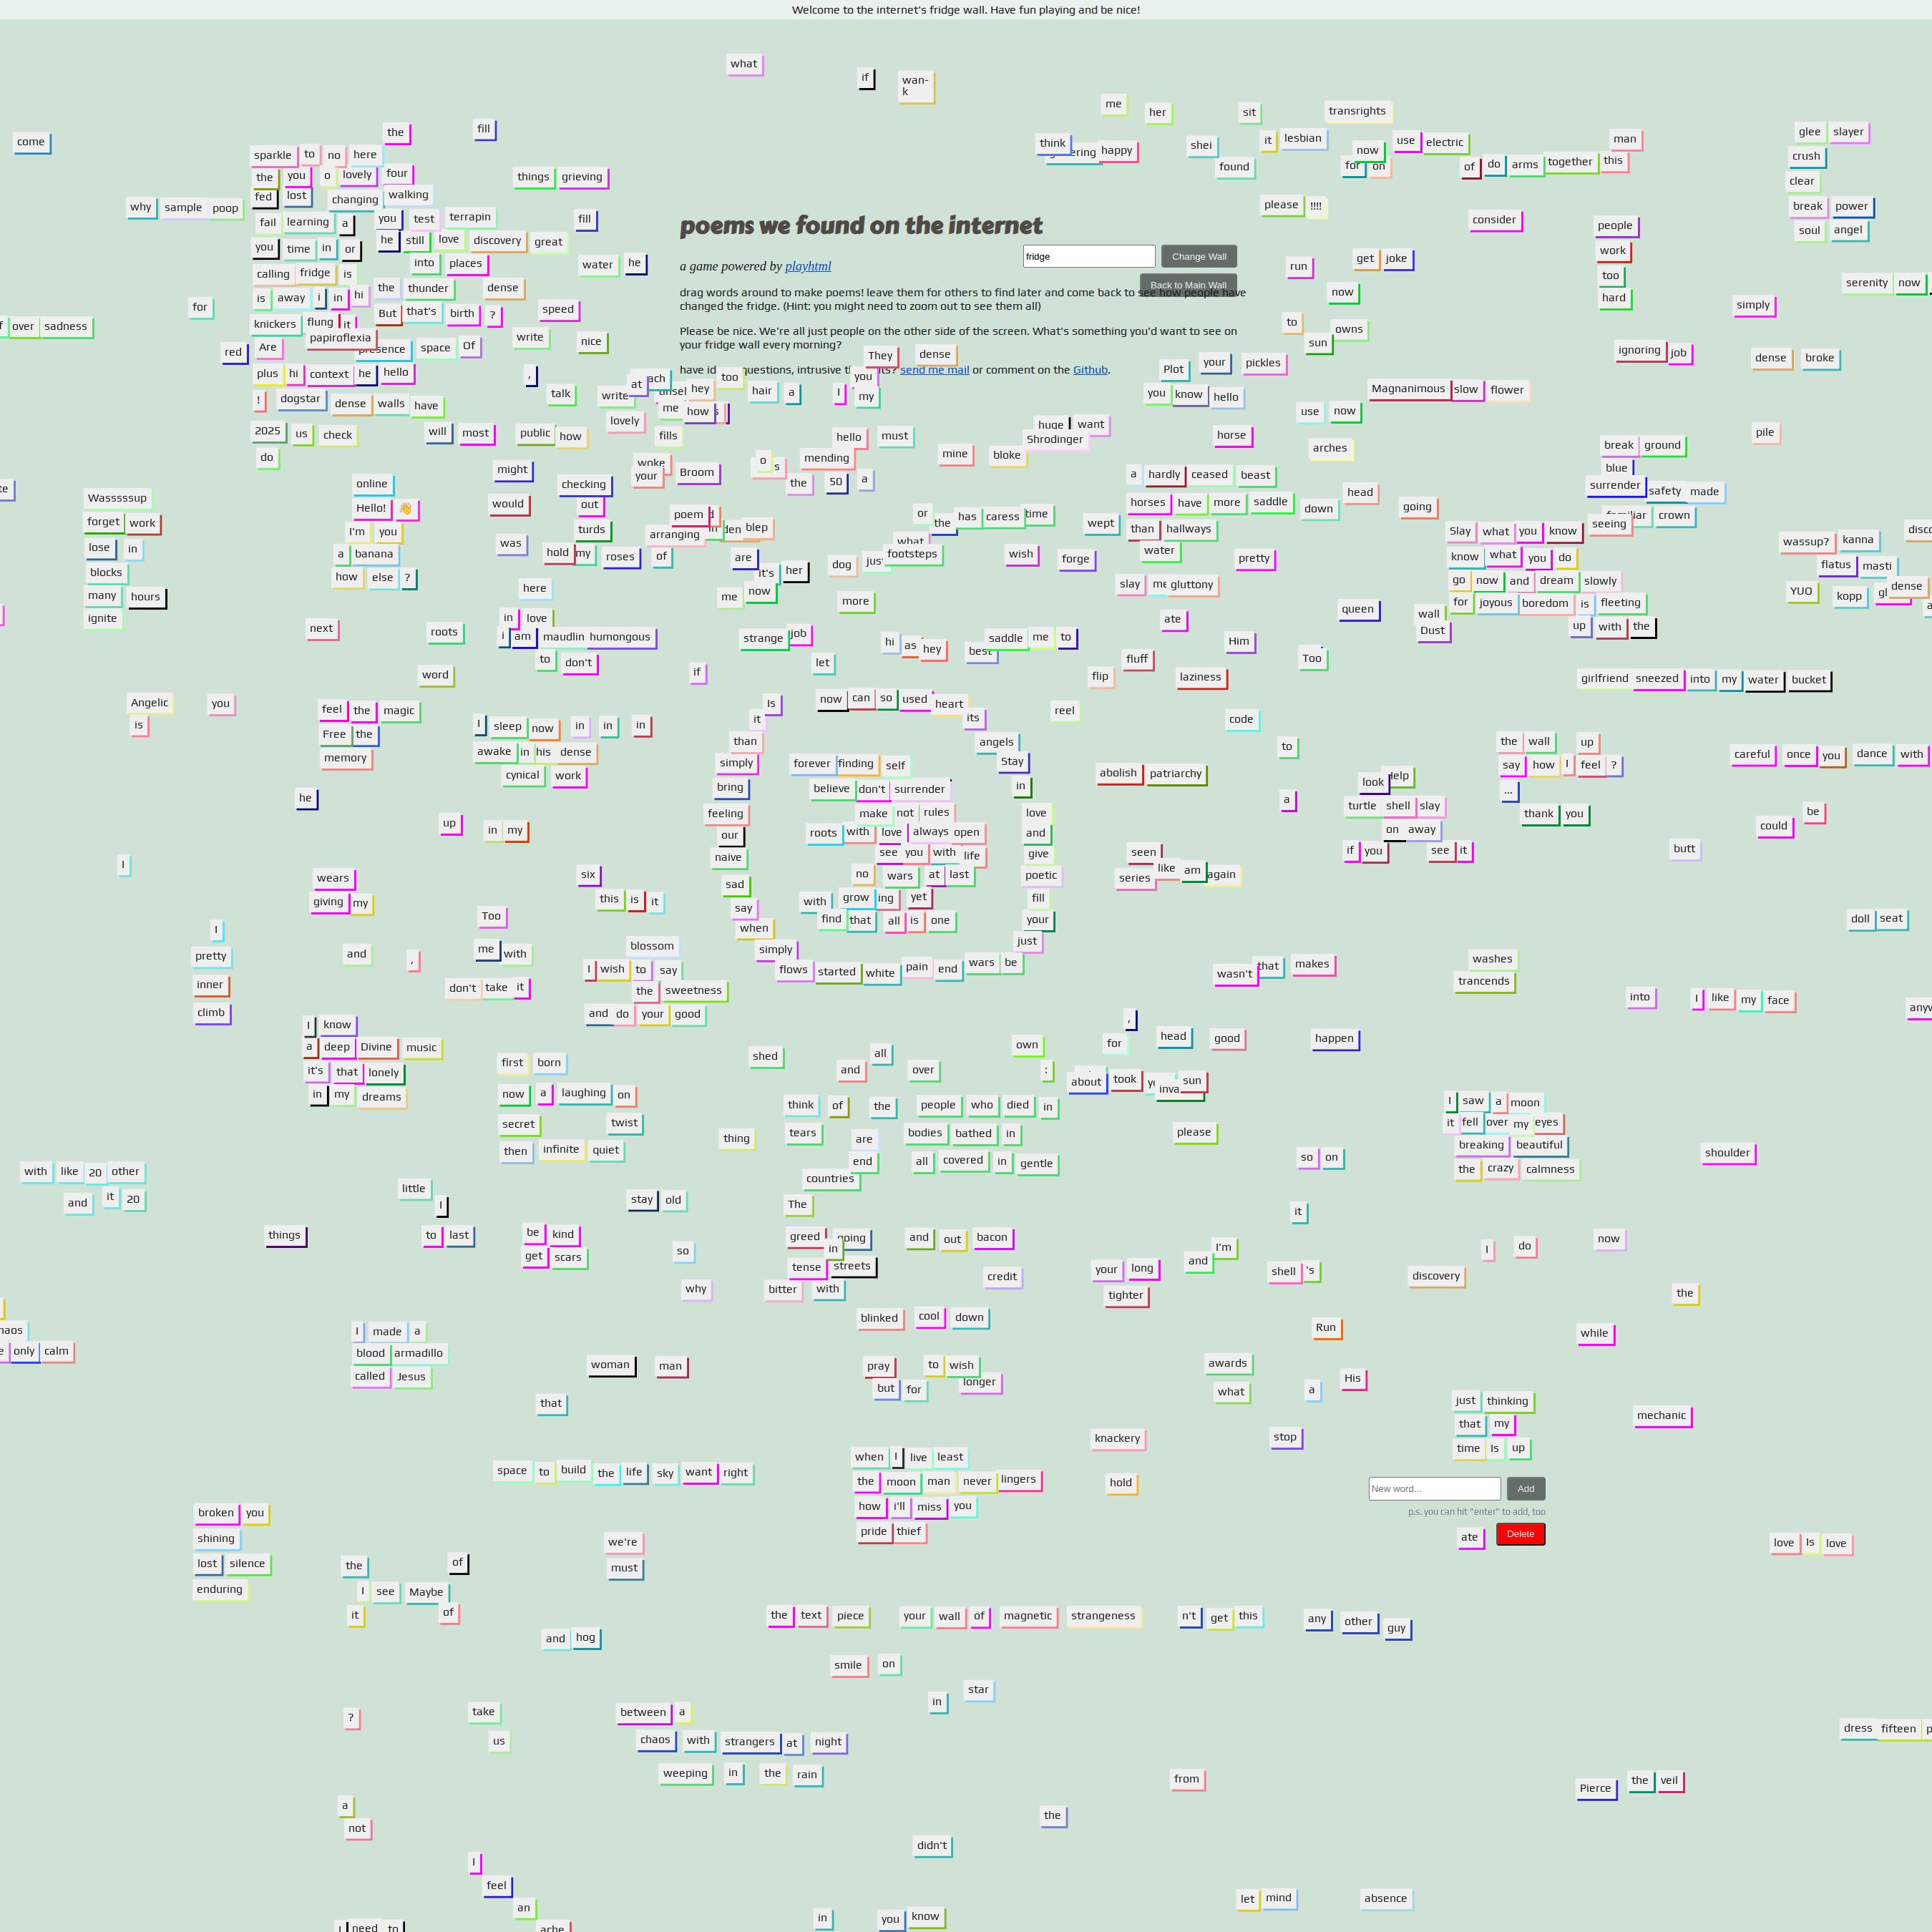 Welcome to the internet's fridge wall. Have fun playing and be nice!
what
if
wan-
k
me her sit transrights
come
the fill
think happy shei it lesbian now use electric man glee slayer
sparkle to no here
found for on of do arms together this crush
the you o lovely four things grieving
clear
fed lost changing walking
why sample poop
please !!!! break power
fail learning a you test terrapin fill
consider people soul angel
poems we found on the internet
you time in or he still love discovery great
fridge Change Wall
work
a game powered by playhtml
calling fridge is into places water he run get joke
too
Back to Main Wall
serenity now
is away i in hi the thunder dense
drag words around to make poems! leave them for others to find later and come back to see how people have
changed the fridge. (Hint: you might need to zoom out to see them all)
now hard
for But that's birth ? speed simply
over sadness knickers flung it
to owns
Please be nice. We're all just people on the other side of the screen. What's something you'd want to see on
your fridge wall every morning?
papiroflexia write nice sun
red Are presence space Of
They dense ignoring job dense broke
plus hi context he hello ,
send me mail or comment on the Github.
Plot your pickles
at hey too hair a I you my
you know hello Magnanimous slow flower
! dogstar dense walls have talk write me how
use now
2025 us check will most public how lovely fills
hello must huge want horse
Shrodinger arches pile
do might woke your Broom o mending mine bloke
break ground
blue
online checking the 50 a
a hardly ceased beast
surrender safety made
Wasssssup Hello! 👋 would out
horses have more saddle down head going
forget work I'm you turds poem arranging blep
or the has caress time wept than hallways
crown
seeing
Slay what you know
lose in a banana was hold my roses of are
what footsteps wish forge water pretty
know what you do
wassup? kanna
blocks how else ? it's her dog
flatus masti
many hours here me now more slay me gluttony
go now and dream slowly
YUO kopp dense
ignite in love ate queen wall
for joyous boredom is fleeting
next roots i am maudlin humongous strange job hi as hey best saddle me to Him Dust
up with the
to don't if let fluff Too
word flip laziness
girlfriend sneezed into my water bucket
Angelic you feel the magic Is now can so used heart reel
is Free the I sleep now in in in it its code
memory awake in his dense than angels to
the wall up
careful once you dance with
cynical work simply forever finding self Stay abolish patriarchy look
say how I feel ?
he bring believe don't surrender in a
...
feeling make not rules love turtle shell slay
thank you
be
up in my our roots with love always open and on away could
I naive see you with life give seen if you see it butt
wears six sad no wars at last poetic series like am again
giving my this is it say with grow ing yet fill
Too when find that all is one your
doll seat
I
pretty and , me with blossom simply just
inner don't take it I wish to say flows started white pain end wars be wasn't that makes
washes
trancends
climb the sweetness into I like my face
and do your good
I know ,
a deep Divine music first born shed all own for head good happen
it's that lonely and over : about took sun
in my dreams now a laughing on think of the people who died in
I saw a moon
secret twist thing tears are bodies bathed in please
it fell over my eyes
then infinite quiet end all covered in gentle
breaking beautiful
so on shoulder
with like 20 other countries
the crazy calmness
and it 20 little I stay old The it
things to last be kind so greed going and out bacon I'm I do now
get scars in tense streets and
why bitter with credit your long shell 's discovery
tighter the
I made a blinked cool down Run while
only calm blood armadillo
called Jesus woman man pray to wish awards His
but for longer what a
that just thinking
that my mechanic
knackery stop
when I live least
time Is up
space to build the life sky want right
the moon man never lingers hold
New word... Add
broken you how i'll miss you
p.s. you can hit "enter" to add, too
shining we're pride thief ate Delete love Is love
lost silence the of must
enduring I see Maybe
it of
the text piece your wall of magnetic strangeness n't get this any other guy
and hog
smile on
star
in
? take between a
us chaos with strangers at night
dress fifteen
weeping in the rain
from Pierce the veil
a
not the
didn't
I
feel let mind absence
an
in you know
I need to ache